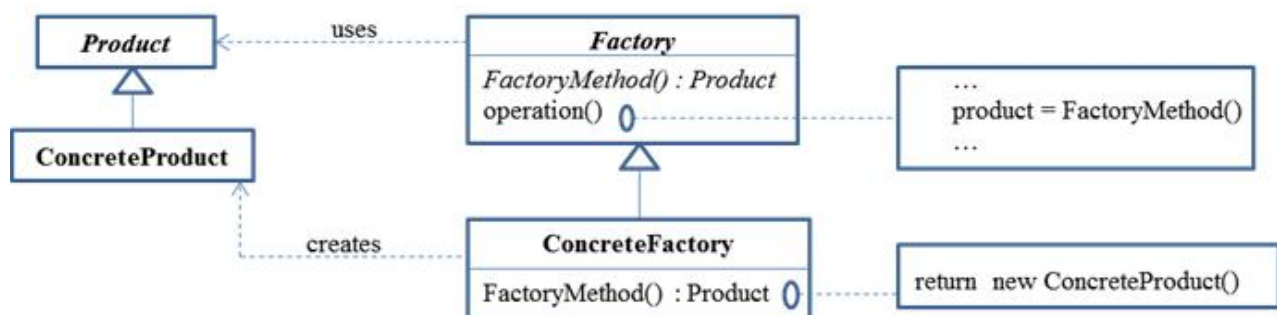 Product
uses
Factory
FactoryMethod() : Product
operation()
...
product = FactoryMethod()
...
ConcreteProduct
creates
ConcreteFactory
FactoryMethod() : Product
return new ConcreteProduct()